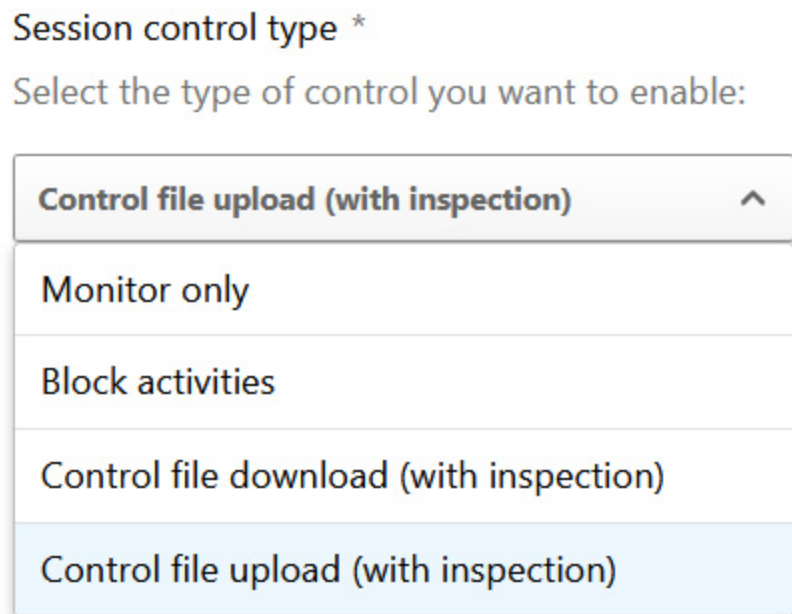 Session control type *
Select the type of control you want to enable:
Control file upload (with inspection)
Monitor only
Block activities
Control file download (with inspection)
Control file upload (with inspection)